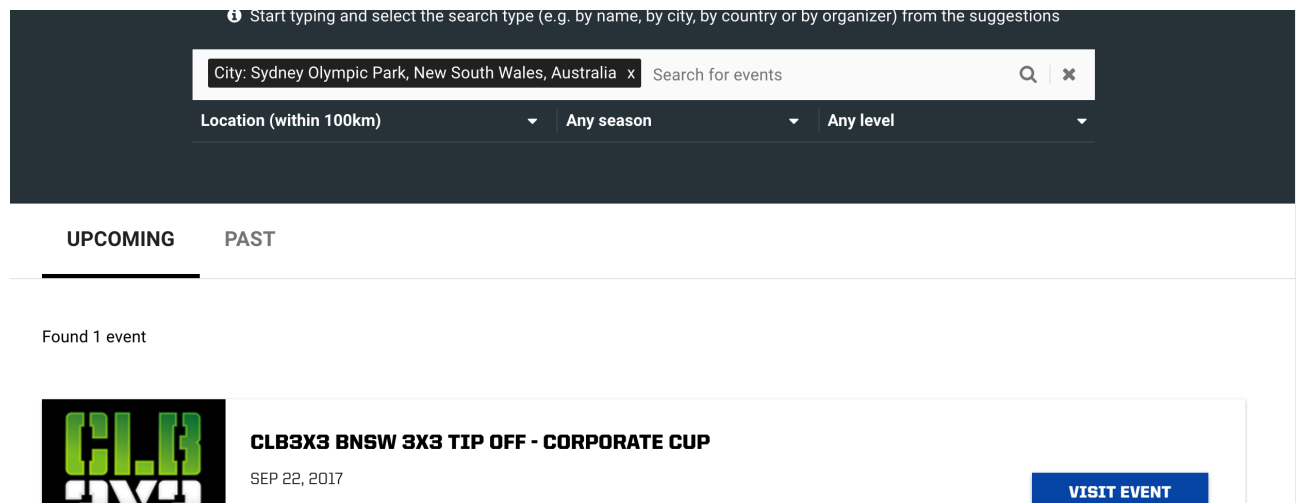 Start typing and select the search type (e.g. by name, by city, by country or by organizer) from the suggestions
City: Sydney Olympic Park, New South Wales, Australia x Search for events
Location (within 100km) Any season Any level
UPCOMING PAST
Found 1 event
CLB
3X3
CLB3X3 BNSW 3X3 TIP OFF - CORPORATE CUP
SEP 22, 2017
VISIT EVENT